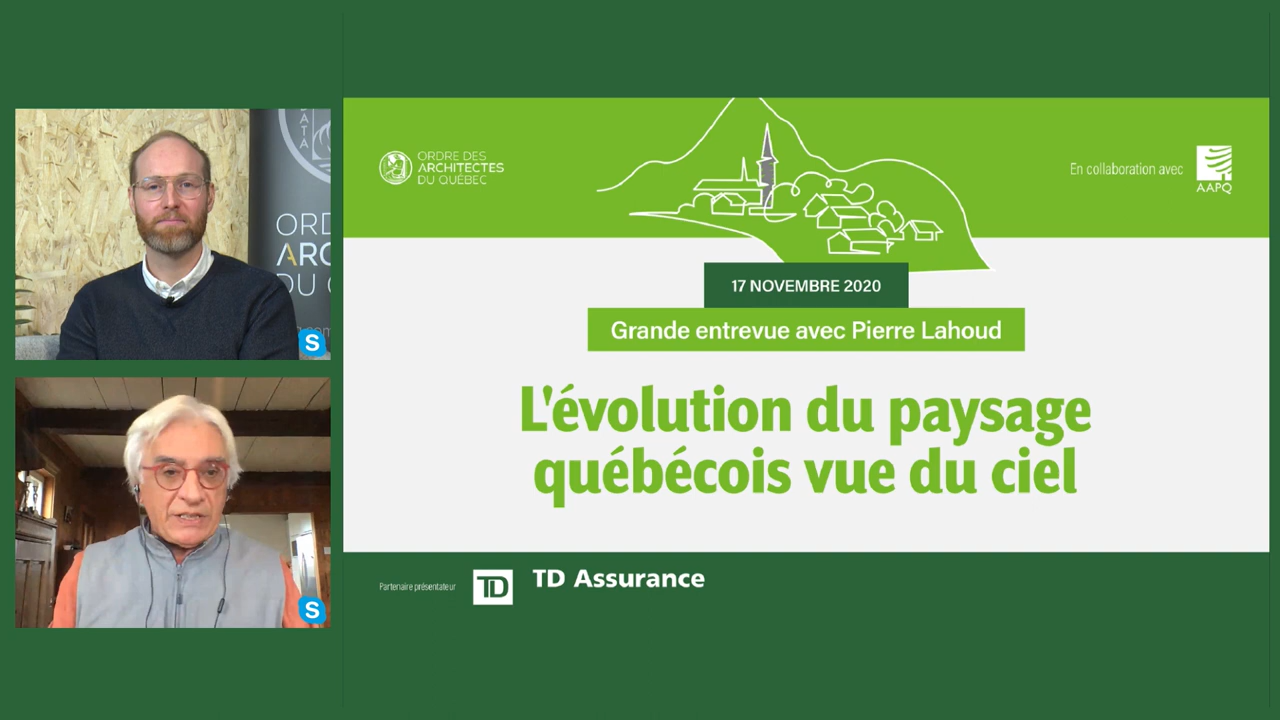 ATA
ORD
ARC
DU
S
S
ORDRE DES
ARCHITECTES
DU QUÉBEC
En collaboration avec
AAPQ
17 NOVEMBRE 2020
Grande entrevue avec Pierre Lahoud
L'évolution du paysage
québécois vue du ciel
Partenaire présentateur
TD
TD Assurance